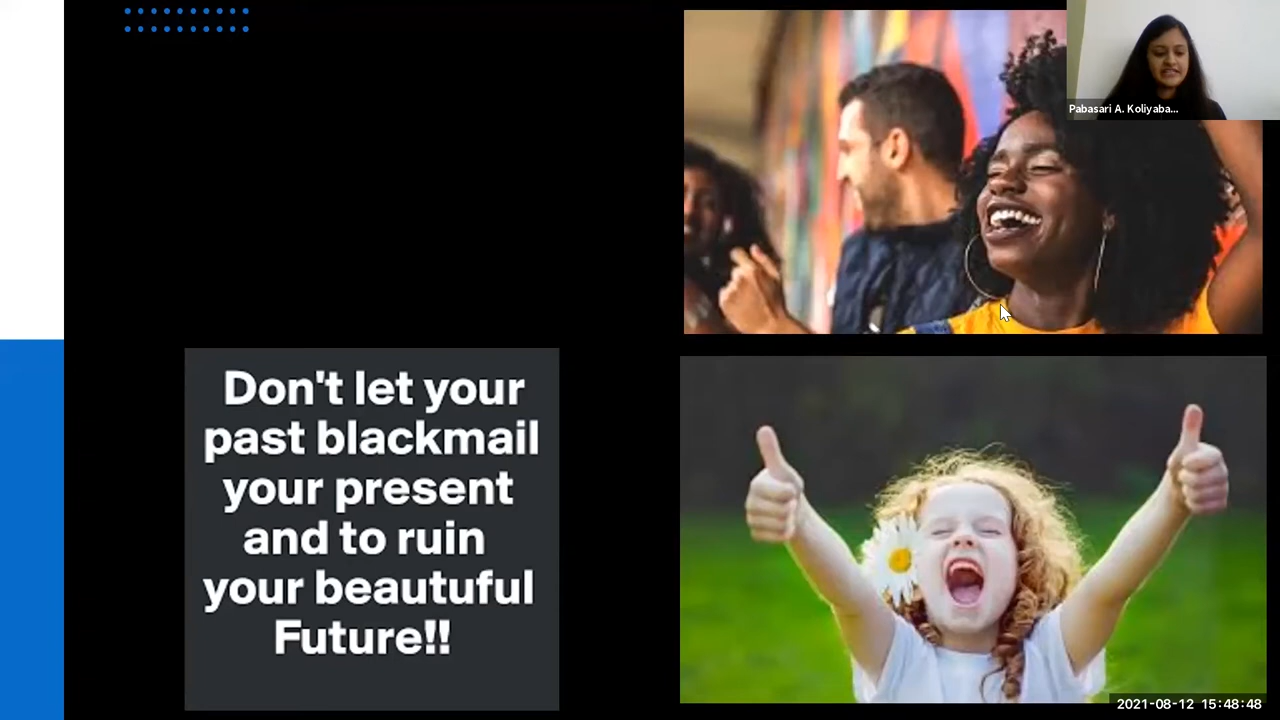 Pabasari A. Koliyaba...
Don't let your
past blackmail
your present
and to ruin
your beautuful
Future!!
2021-08-12 15:48:48